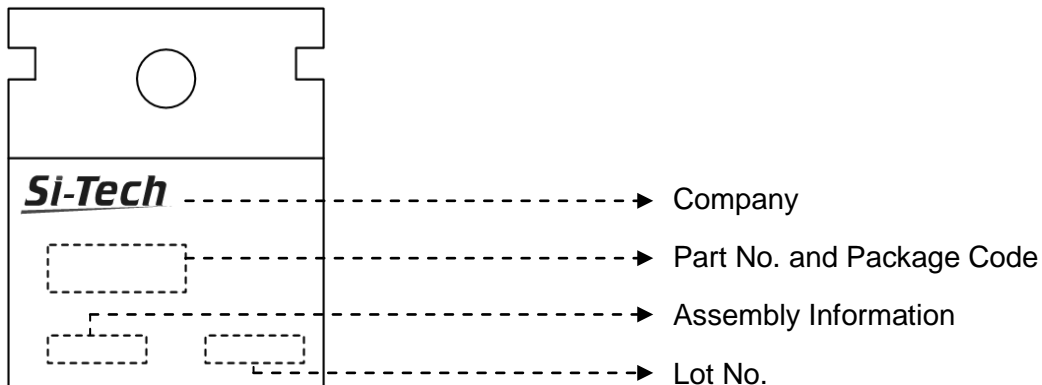 Si-Tech
Company
Part No. and Package Code
Assembly Information
Lot No.